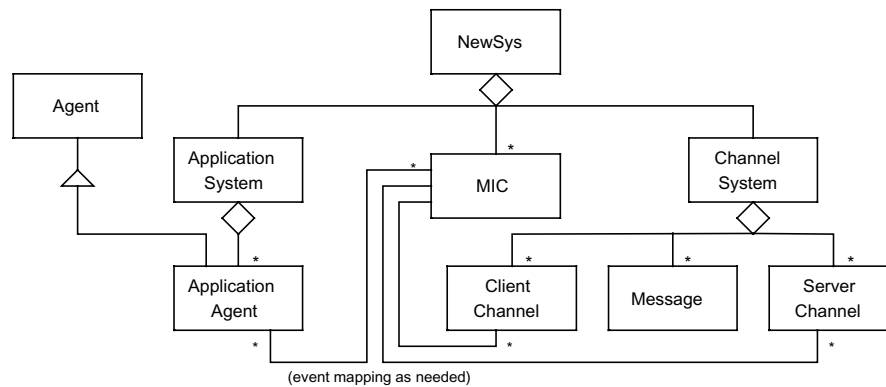 NewSys
Agent
Application
System
*
*
MIC
Channel
System
*
*
*
*
Application
Agent
Client
Channel
Message
Server
Channel
*
*
*
(event mapping as needed)